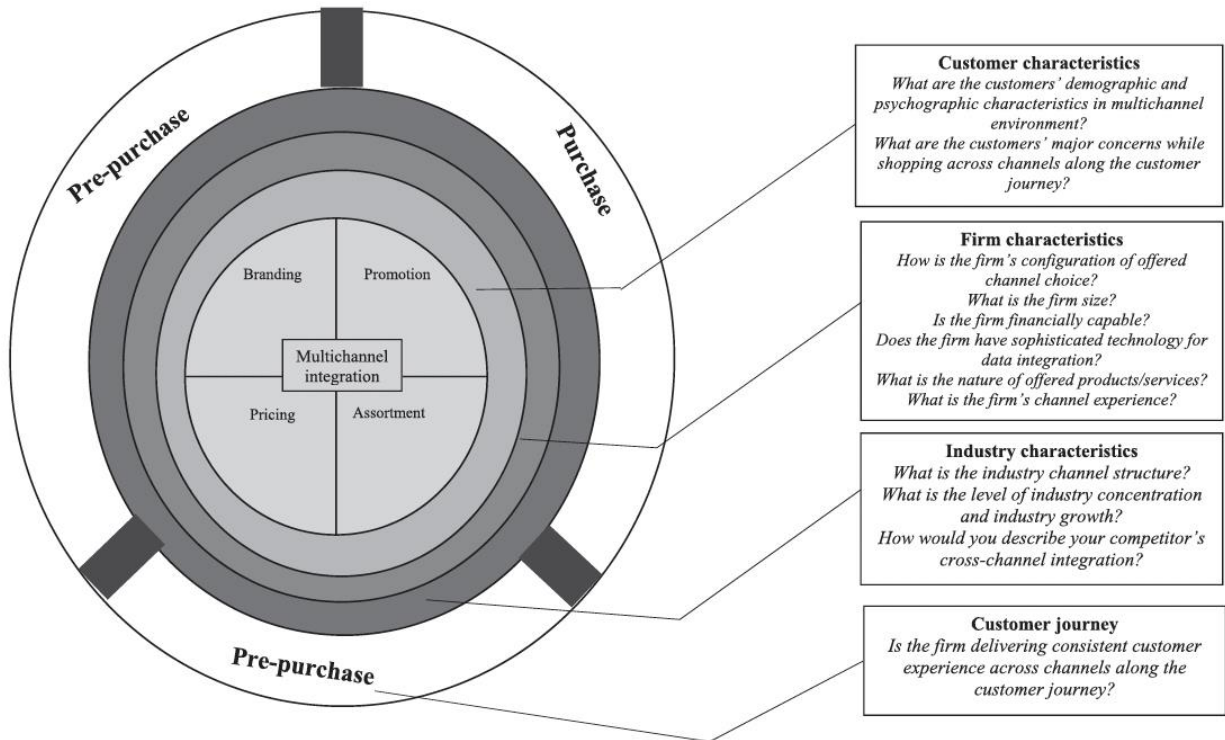 Pre-purchase
Purchase
Branding
Promotion
Multichannel
integration
Pricing
Assortment
Pre-purchase
Customer characteristics
What are the customers' demographic and
psychographic characteristics in multichannel
environment?
What are the customers' major concerns while
shopping across channels along the customer
journey?
Firm characteristics
How is the firm's configuration of offered
channel choice?
What is the firm size?
Is the firm financially capable?
Does the firm have sophisticated technology for
data integration?
What is the nature of offered products/services?
What is the firm's channel experience?
Industry characteristics
What is the industry channel structure?
What is the level of industry concentration
and industry growth?
How would you describe your competitor's
cross-channel integration?
Customer journey
Is the firm delivering consistent customer
experience across channels along the
customer journey?